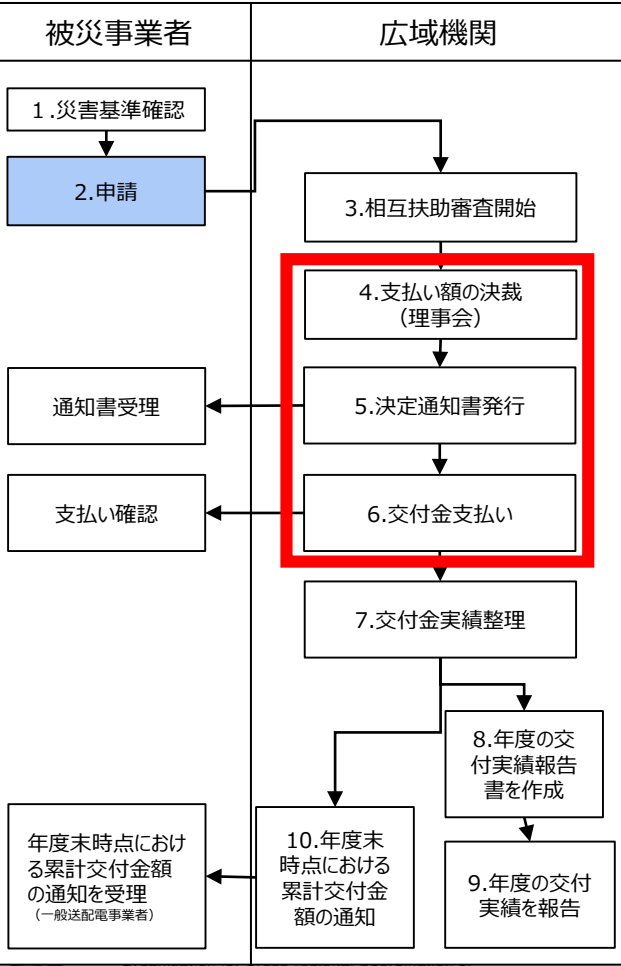 被災事業者
広域機関
１.災害基準確認
2.申請
3.相互扶助審査開始
4.支払い額の決裁
（理事会）
通知書受理
5.決定通知書発行
支払い確認
6.交付金支払い
7.交付金実績整理
8.年度の交
付実績報告
書を作成
年度末時点におけ
る累計交付金額
の通知を受理
（一般送配電事業者）
10.年度末
時点における
累計交付金
額の通知
9.年度の交付
実績を報告